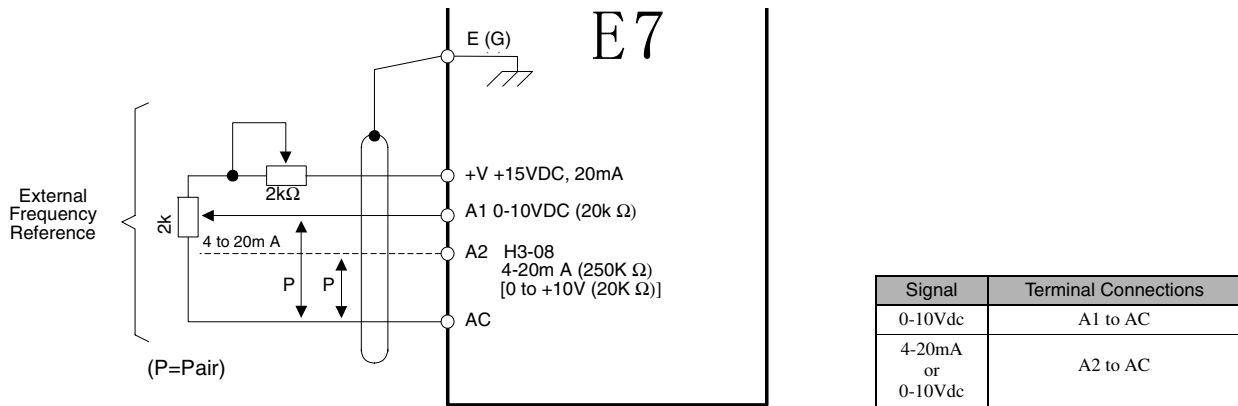 E7
E (G)
External
Frequency
Reference
2kΩ
+V +15VDC, 20mA
2k
A1 0-10VDC (20k Ω)
4 to 20m A
A2 H3-08
4-20m A (250K Ω)
[0 to +10V (20K Ω)]
P
P
AC
(P=Pair)
Signal Terminal Connections
0-10Vdc A1 to AC
4-20mA
or
0-10Vdc
A2 to AC